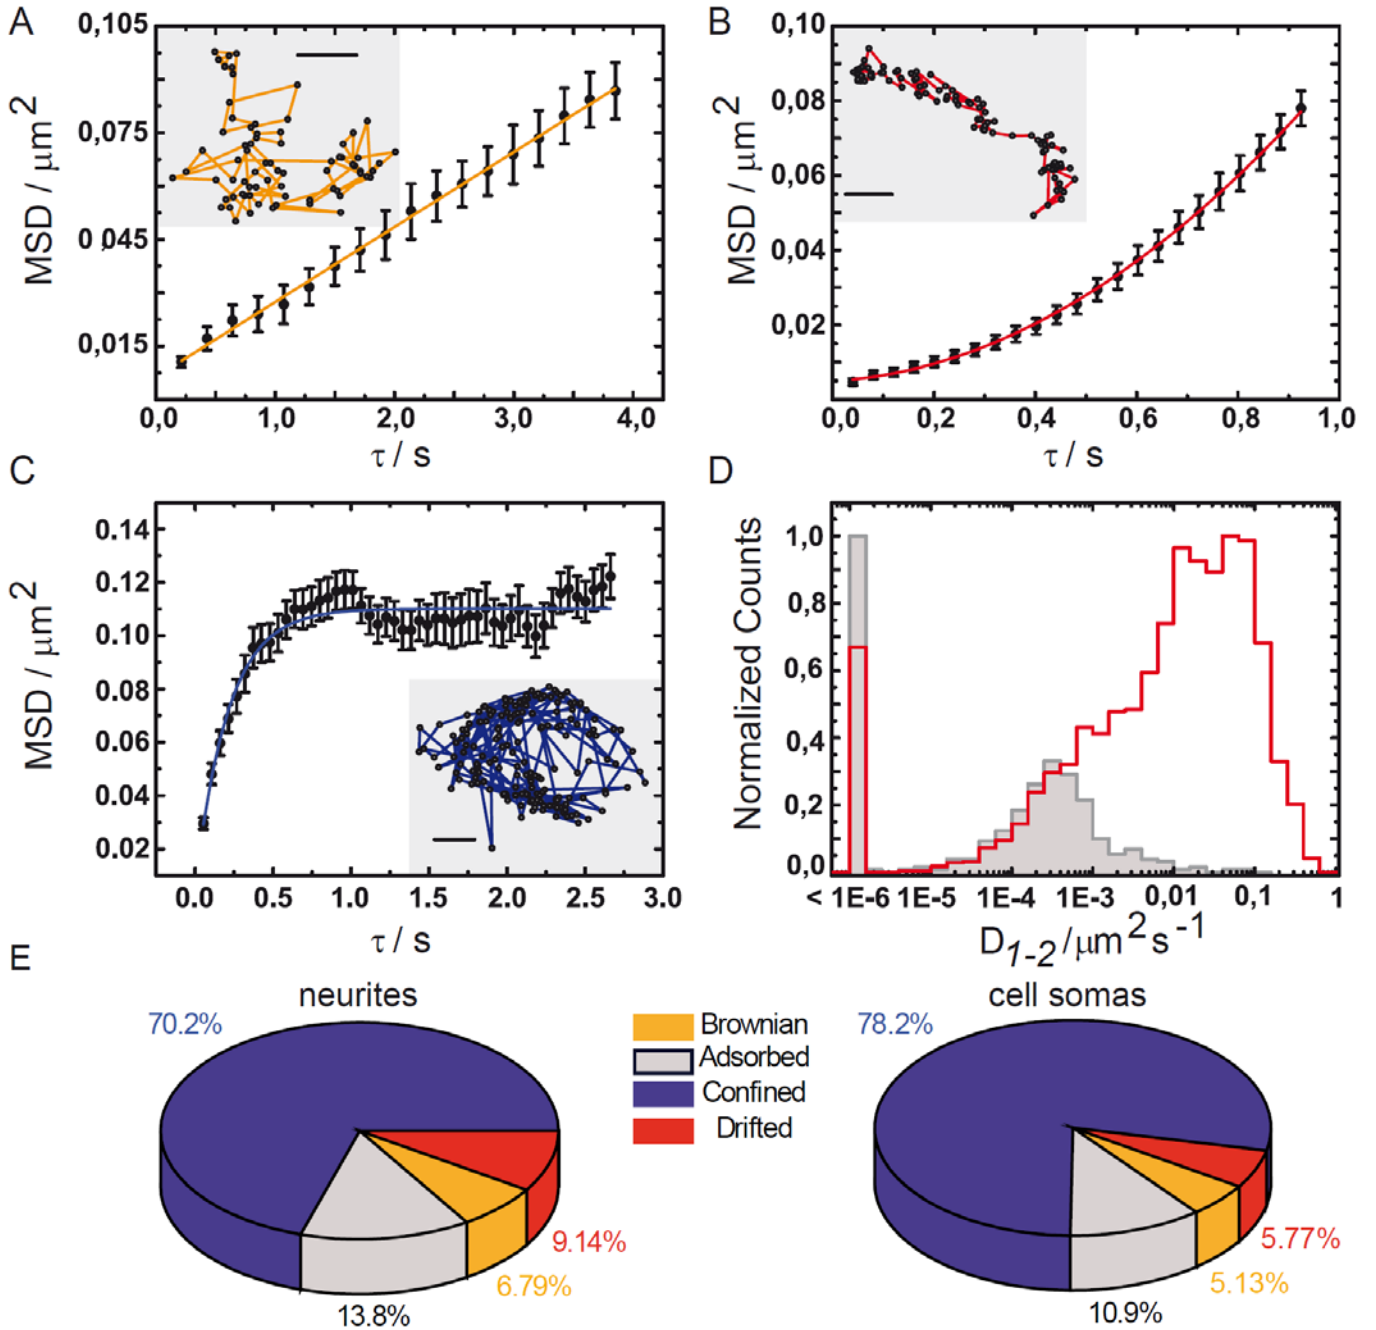 A
MSD / μm²
0,105
0,075
0 045
0,015
0,0
1,0
2,0
3,0
4,0
τ / s
B
MSD / μm²
0,10
0,08
0,06
0,04
0,02
0,0
0,2
0,4
0,6
0,8
1,0
τ / s
C
MSD / μm²
0.14
0.12
0.10
0.08
0.06
0.04
0.02
0.0
0.5
1.0
1.5
2.0
2.5
3.0
τ / s
D
Normalized Counts
1,0
0,8
0,6
0,4
0,2
0,0
< 1E-6
1E-5
1E-4
1E-3
0,01
0,1
1
D₁₋₂ /μm² s⁻¹
E
neurites
70.2%
9.14%
6.79%
13.8%
Brownian
Adsorbed
Confined
Drifted
cell somas
78.2%
5.77%
5.13%
10.9%